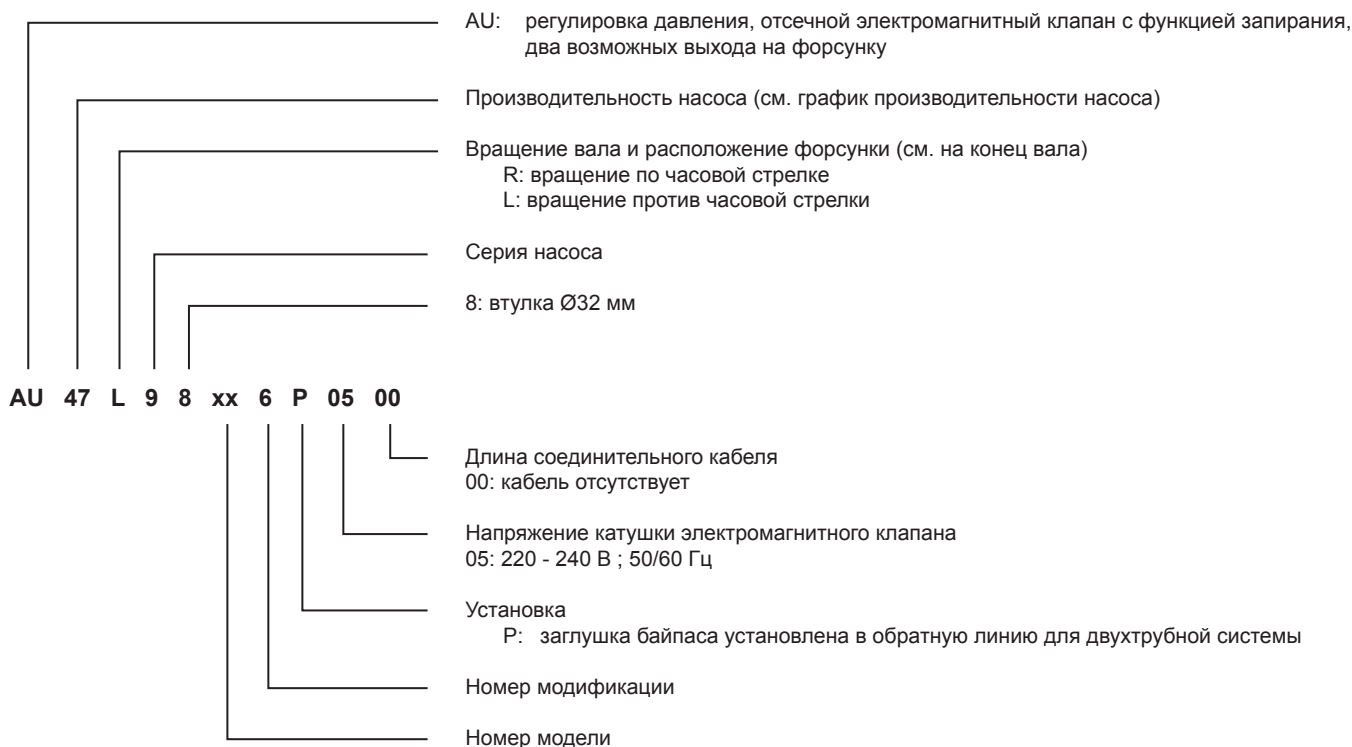 AU: регулировка давления, отсечной электромагнитный клапан с функцией запирания,
два возможных выхода на форсунку
Производительность насоса (см. график производительности насоса)
Вращение вала и расположение форсунки (см. на конец вала)
R: вращение по часовой стрелке
L: вращение против часовой стрелки
Серия насоса
8: втулка Ø32 мм
AU 47 L 9 8 xx 6 P 05 00
Длина соединительного кабеля
00: кабель отсутствует
Напряжение катушки электромагнитного клапана
05: 220 - 240 В ; 50/60 Гц
Установка
P: заглушка байпаса установлена в обратную линию для двухтрубной системы
Номер модификации
Номер модели